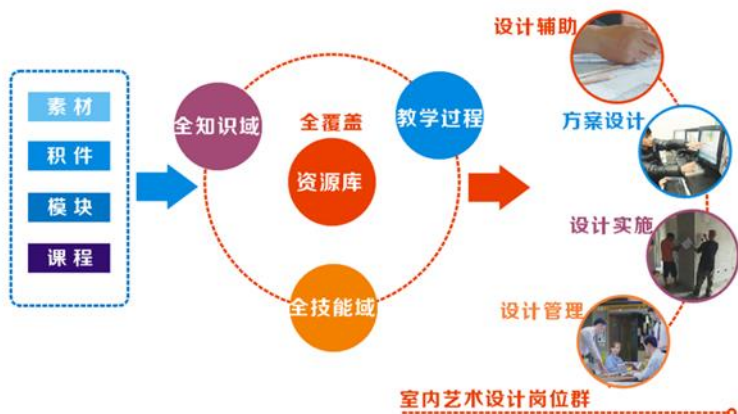 素材
积件
模块
课程
全知识域
全覆盖
资源库
教学过程
全技能域
设计辅助
方案设计
设计实施
设计管理
室内艺术设计岗位群